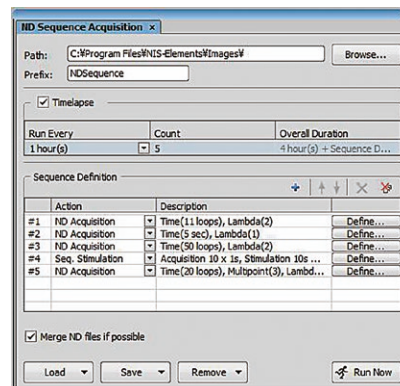 ND Sequence Acquisition x
Path: C:¥Program Files¥NIS-Elements¥Images¥ Browse...
Prefix: NDSequence
Timelapse
Run Every Count Overall Duration
1 hour(s) 5 4 hour(s) + Sequence D...
Sequence Definition
Action Description
#1 ND Acquisition Time(11 loops), Lambda(2) Define...
#2 ND Acquisition Time(5 sec), Lambda(1) Define...
#3 ND Acquisition Time(50 loops), Lambda(2) Define...
#4 Seq. Stimulation Acquisition 10 x 1s, Stimulation 10s ... Define...
#5 ND Acquisition Time(20 loops), Multipoint(3), Lambd... Define...
Merge ND files if possible
Load Save Remove Run Now